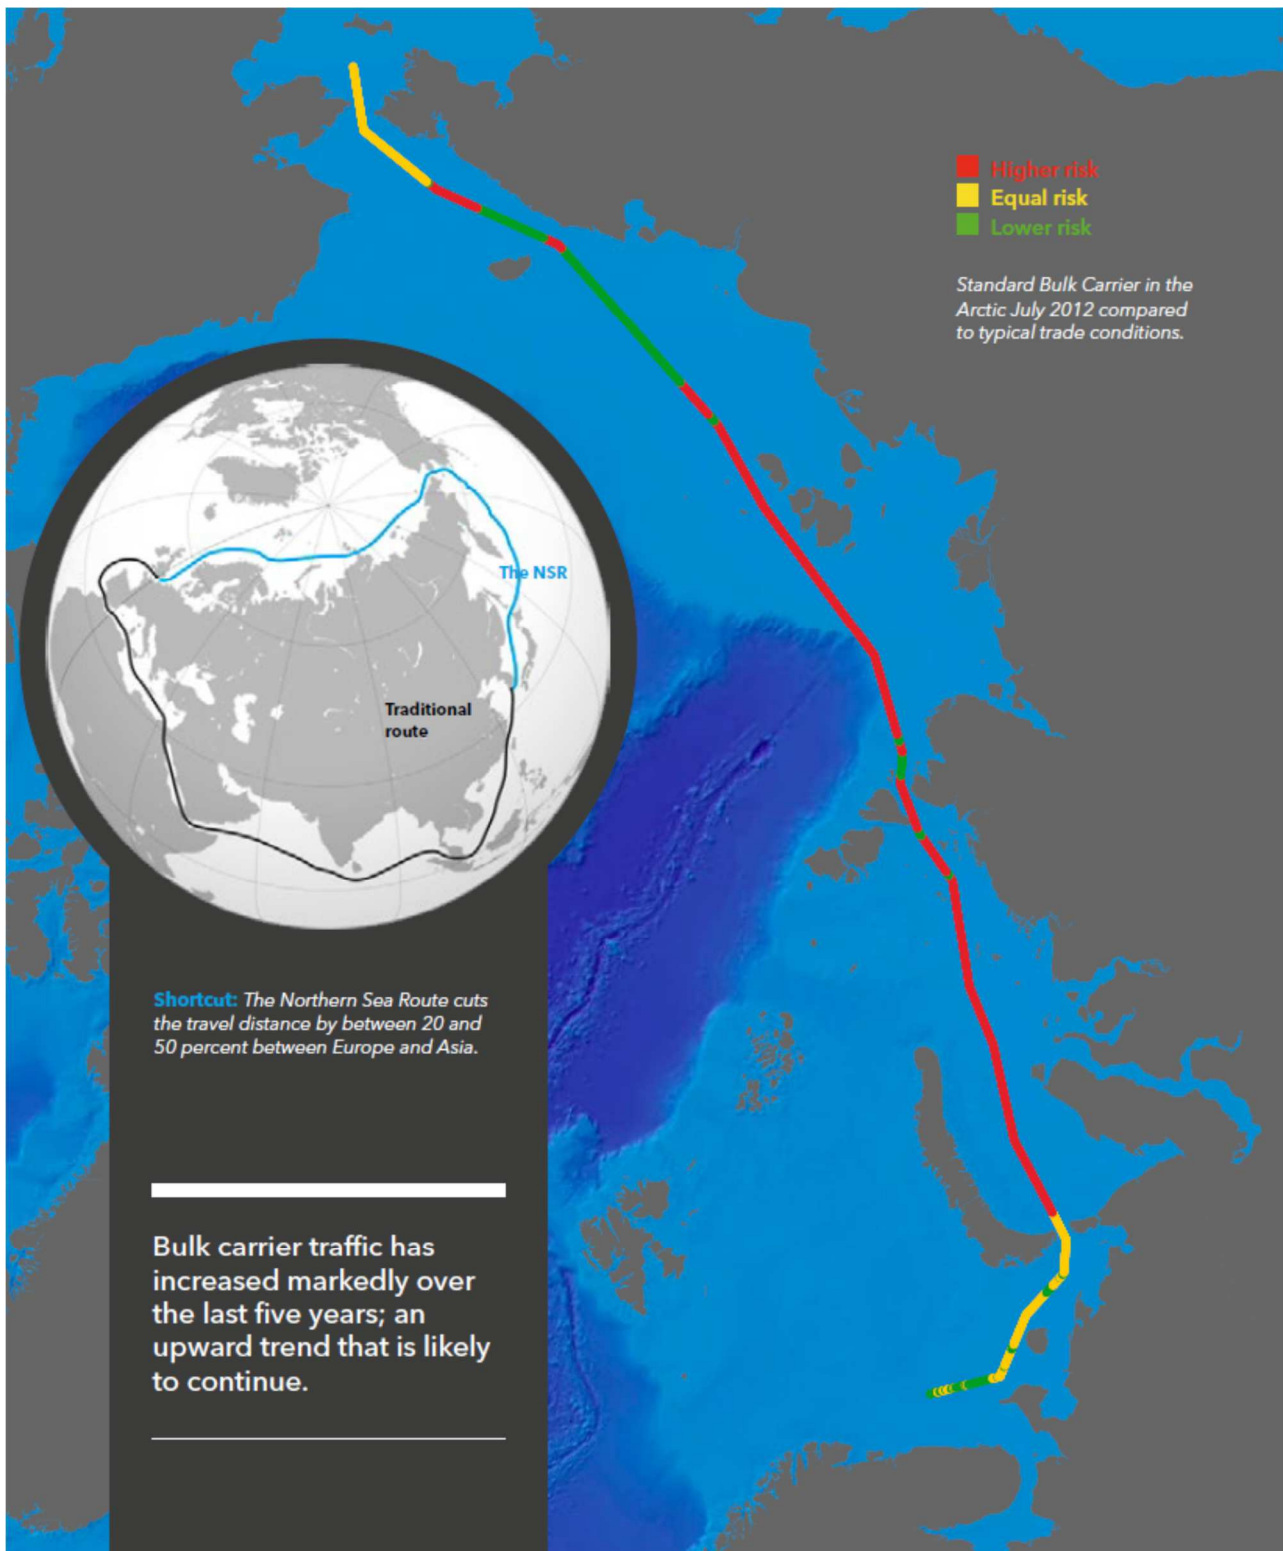 Higher risk
Equal risk
Lower risk
Standard Bulk Carrier in the
Arctic July 2012 compared
to typical trade conditions.
The NSR
Traditional
route
Shortcut: The Northern Sea Route cuts
the travel distance by between 20 and
50 percent between Europe and Asia.
Bulk carrier traffic has
increased markedly over
the last five years; an
upward trend that is likely
to continue.